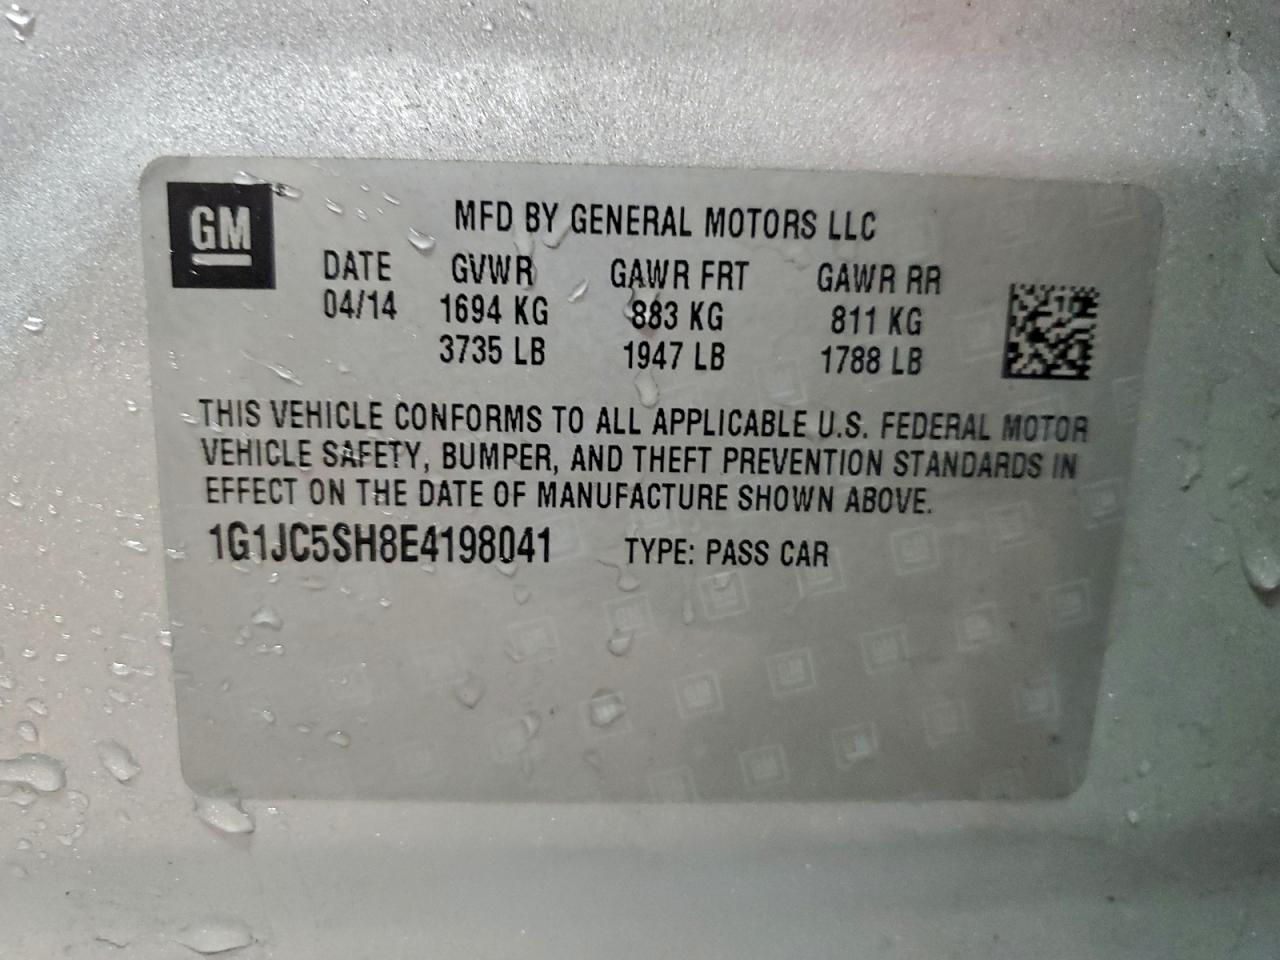 GM
MFD BY GENERAL MOTORS LLC
DATE GVWR GAWR FRT GAWR RR
04/14 1694 KG 883 KG 811 KG
3735 LB 1947 LB 1788 LB
THIS VEHICLE CONFORMS TO ALL APPLICABLE U.S. FEDERAL MOTOR
VEHICLE SAFETY, BUMPER, AND THEFT PREVENTION STANDARDS IN
EFFECT ON THE DATE OF MANUFACTURE SHOWN ABOVE.
1G1JC5SH8E4198041 TYPE: PASS CAR